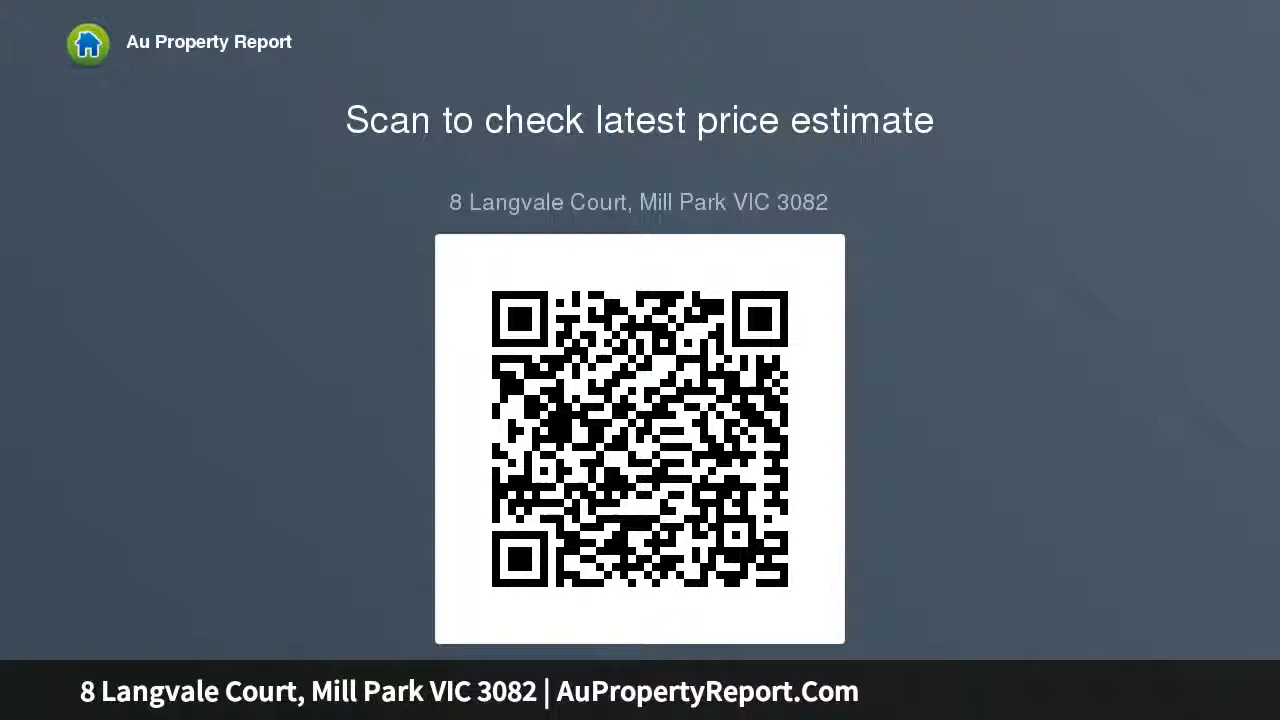 Au Property Report
Scan to check latest price estimate
8 Langvale Court, Mill Park VIC 3082
8 Langvale Court, Mill Park VIC 3082 | AuPropertyReport.Com